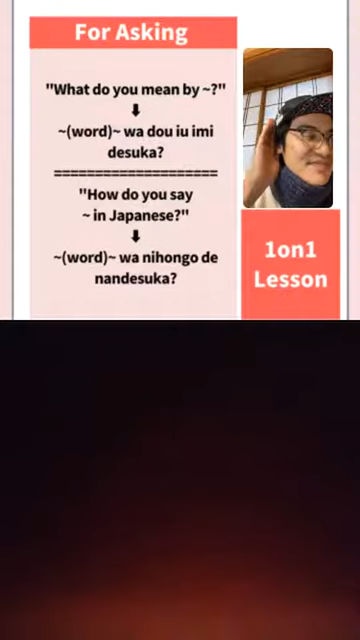 For Asking
"What do you mean by ~?"
⬇
~(word)~ wa dou iu imi
desuka?
===================
"How do you say
~ in Japanese?"
⬇
~(word)~ wa nihongo de
nandesuka?
1on1
Lesson